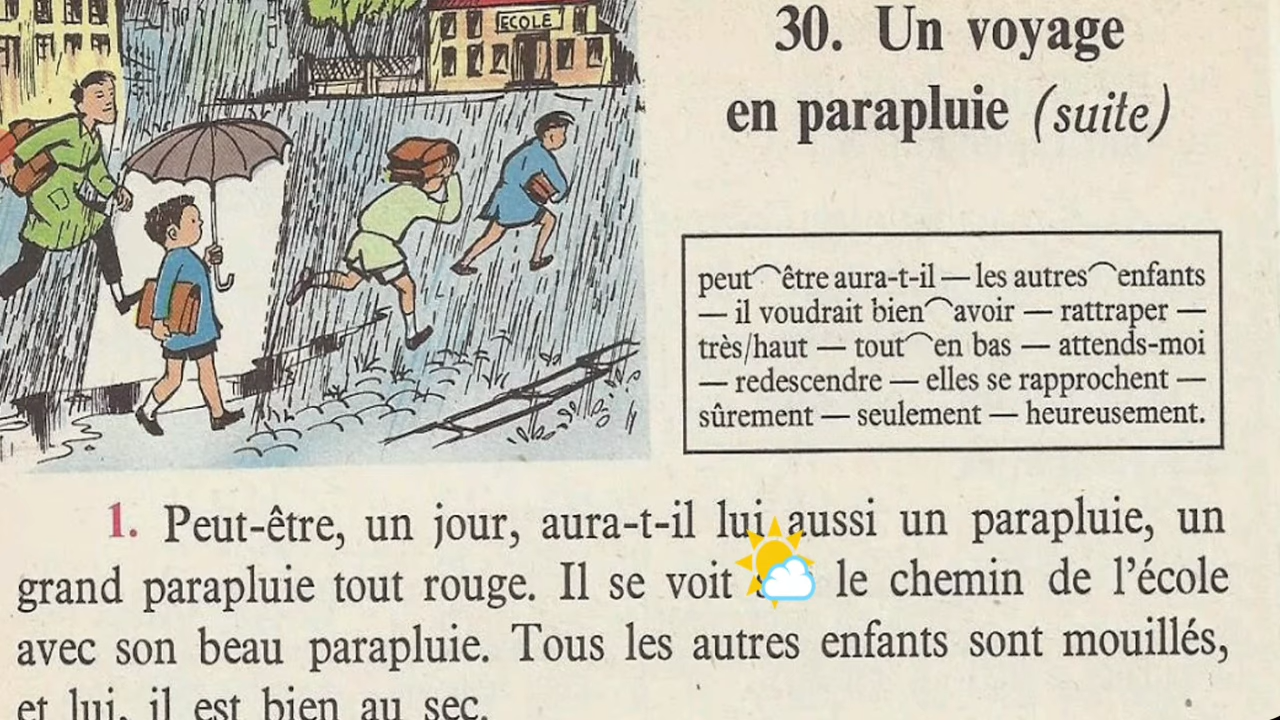 ECOLE
30. Un voyage
en parapluie (suite)
peut être aura-t-il — les autres enfants
— il voudrait bien avoir — rattraper —
très/haut — tout en bas — attends-moi
— redescendre — elles se rapprochent —
sûrement — seulement — heureusement.
1. Peut-être, un jour, aura-t-il lui aussi un parapluie, un
grand parapluie tout rouge. Il se voit le chemin de l'école
avec son beau parapluie. Tous les autres enfants sont mouillés,
et lui, il est bien au sec.